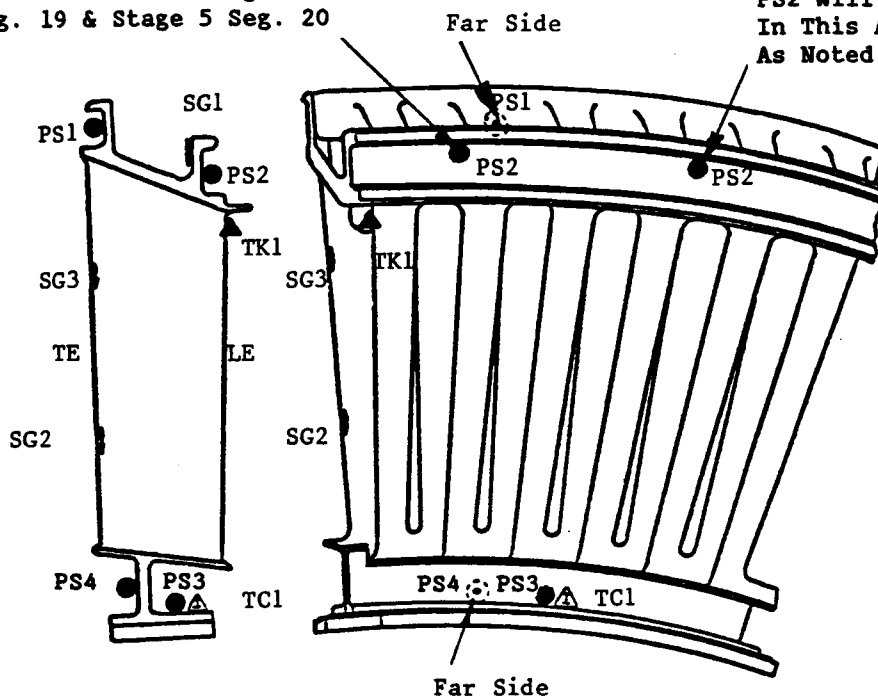 g. 19 & Stage 5 Seg. 20
Far Side
PS2 Will
In This A
As Noted
PS1
SG1
PS2
TK1
SG3
TE
LE
SG2
PS4
PS3
TC1
PS1
PS2
PS2
SG3
TK1
SG2
PS4
PS3
TC1
Far Side